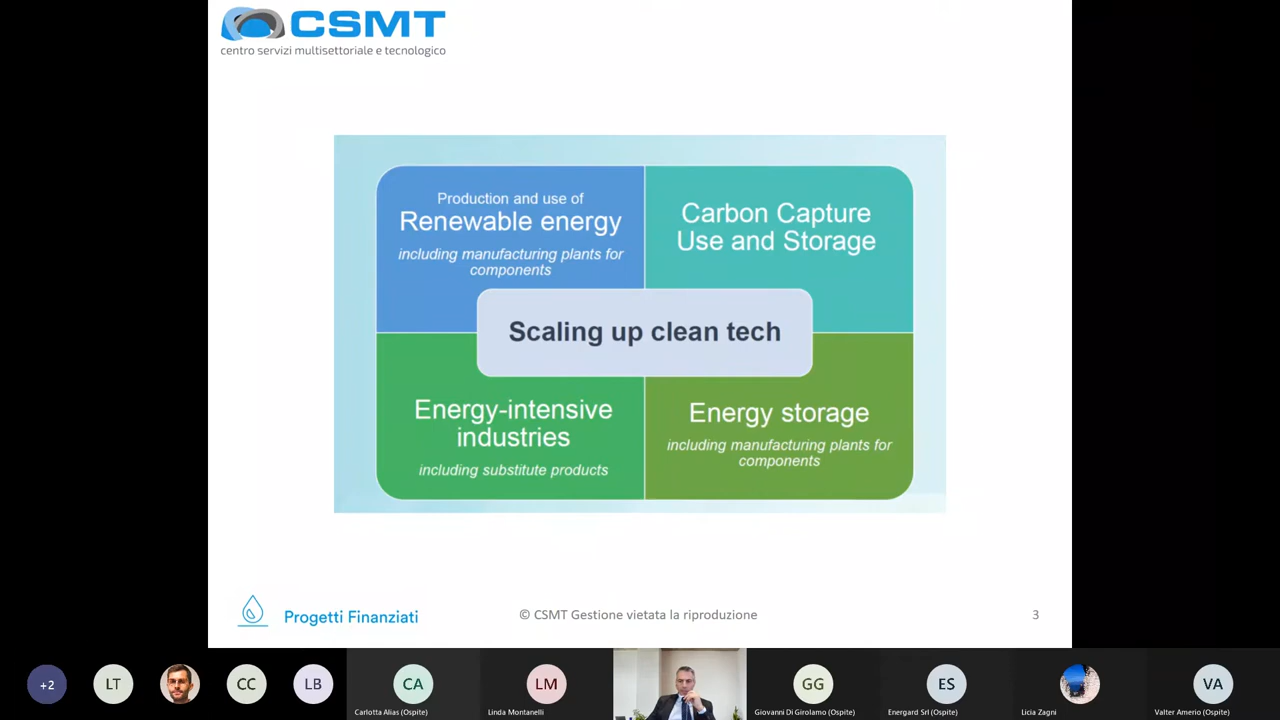 CSMT
centro servizi multisettoriale e tecnologico
Production and use of
Renewable energy
including manufacturing plants for
components
Carbon Capture
Use and Storage
Scaling up clean tech
Energy-intensive
industries
including substitute products
Energy storage
including manufacturing plants for
components
Progetti Finanziati
© CSMT Gestione vietata la riproduzione
3
+2
LT
CC
LB
CA
Carlotta Alias (Ospite)
LM
Linda Montanelli
GG
Giovanni Di Girolamo (Ospite)
ES
Energard Srl (Ospite)
Licia Zagni
VA
Valter Amerio (Ospite)